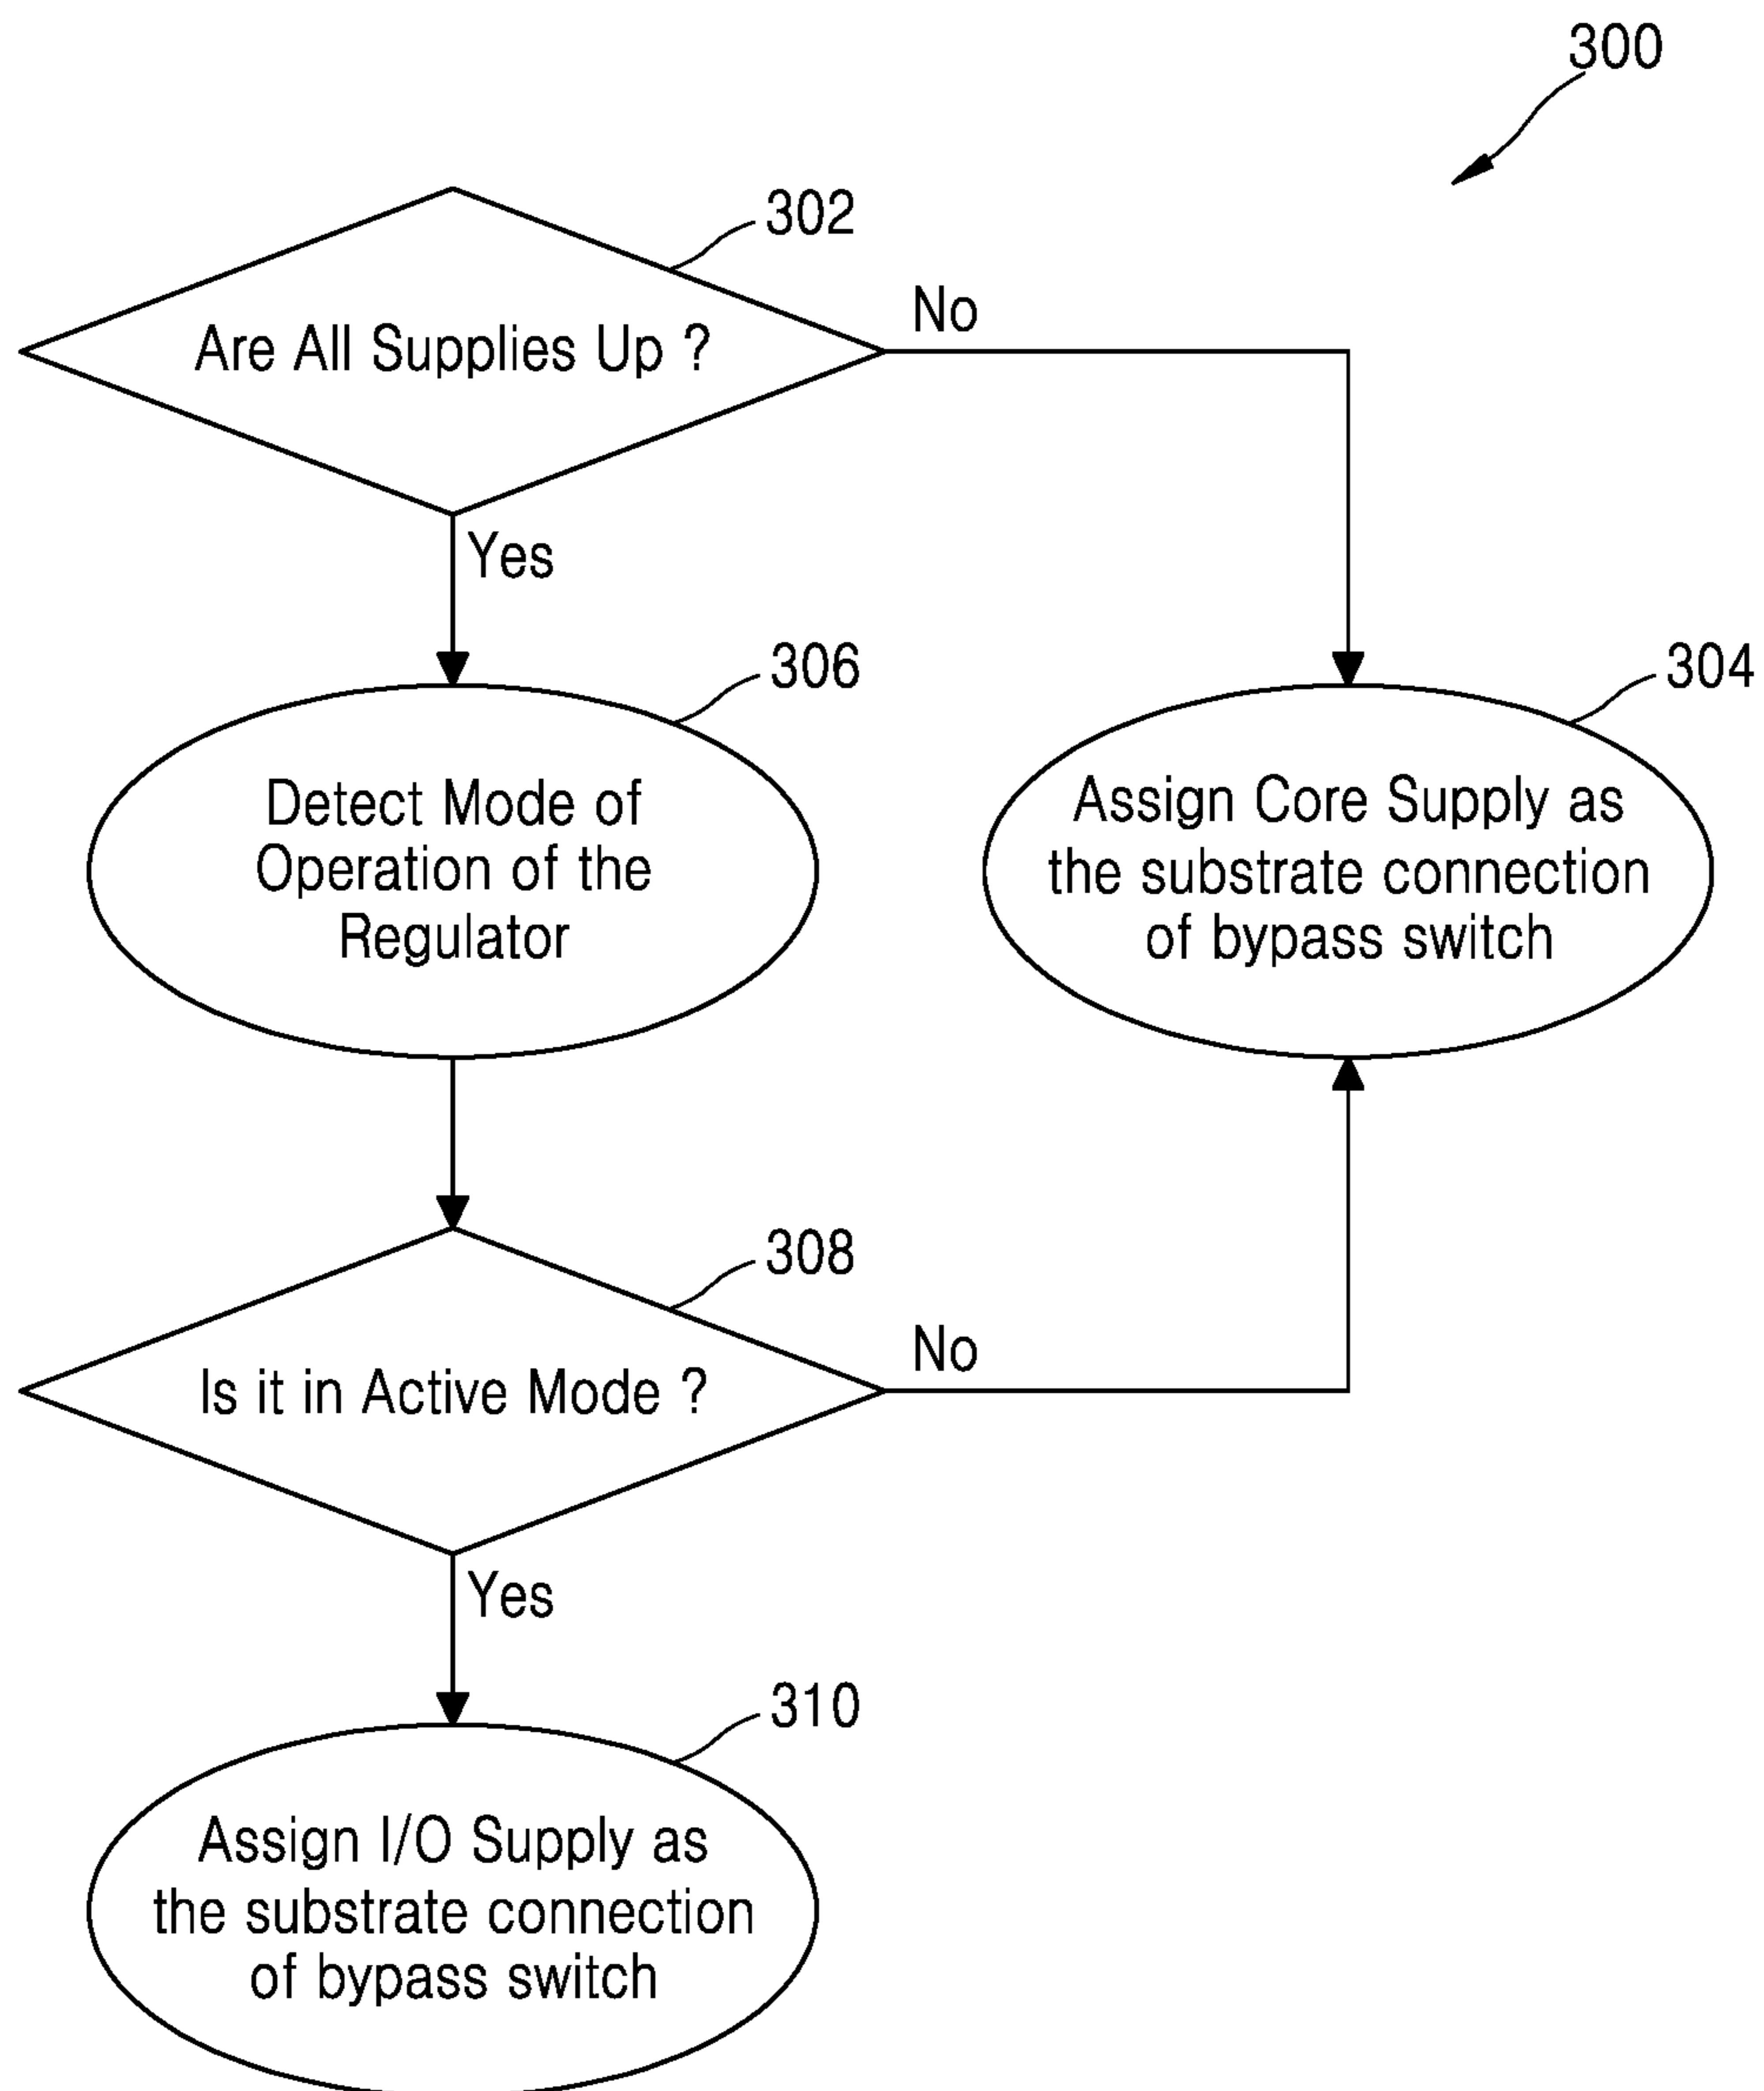 300
302
Are All Supplies Up ?
No
Yes
306
Detect Mode of
Operation of the
Regulator
304
Assign Core Supply as
the substrate connection
of bypass switch
308
Is it in Active Mode ?
No
Yes
310
Assign I/O Supply as
the substrate connection
of bypass switch